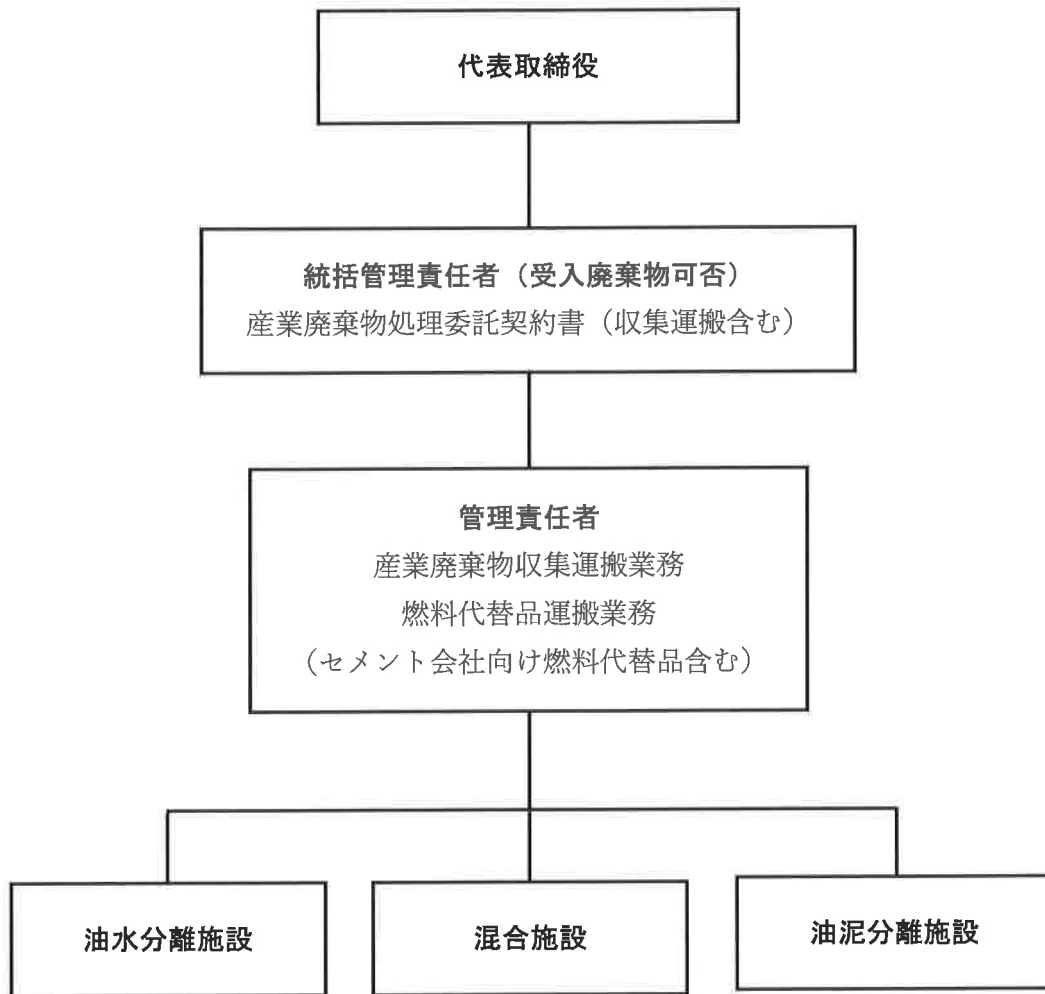 代表取締役
統括管理責任者（受入廃棄物可否）
産業廃棄物処理委託契約書（収集運搬含む）
管理責任者
産業廃棄物収集運搬業務
燃料代替品運搬業務
（セメント会社向け燃料代替品含む）
油水分離施設
混合施設
油泥分離施設